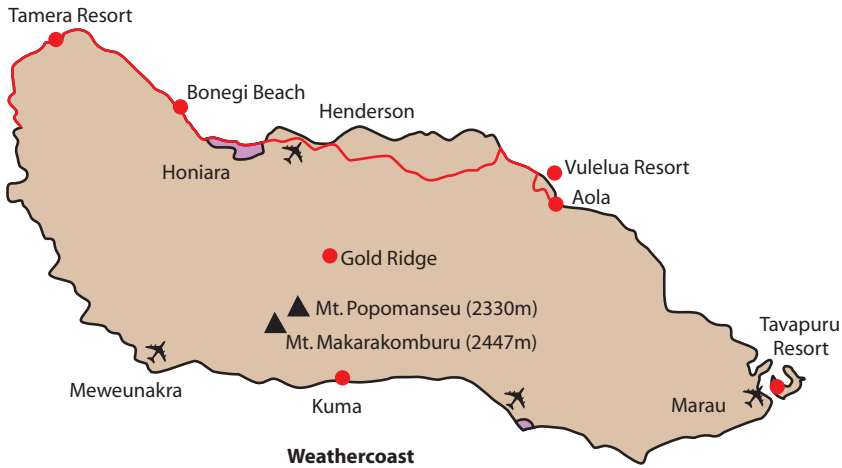 Tamera Resort
Bonegi Beach
Henderson
Honiara
Vulelua Resort
Aola
Gold Ridge
Mt. Popomanseu (2330m)
Mt. Makarakomburu (2447m)
Tavapuru
Resort
Meweunakra
Kuma
Marau
Weathercoast